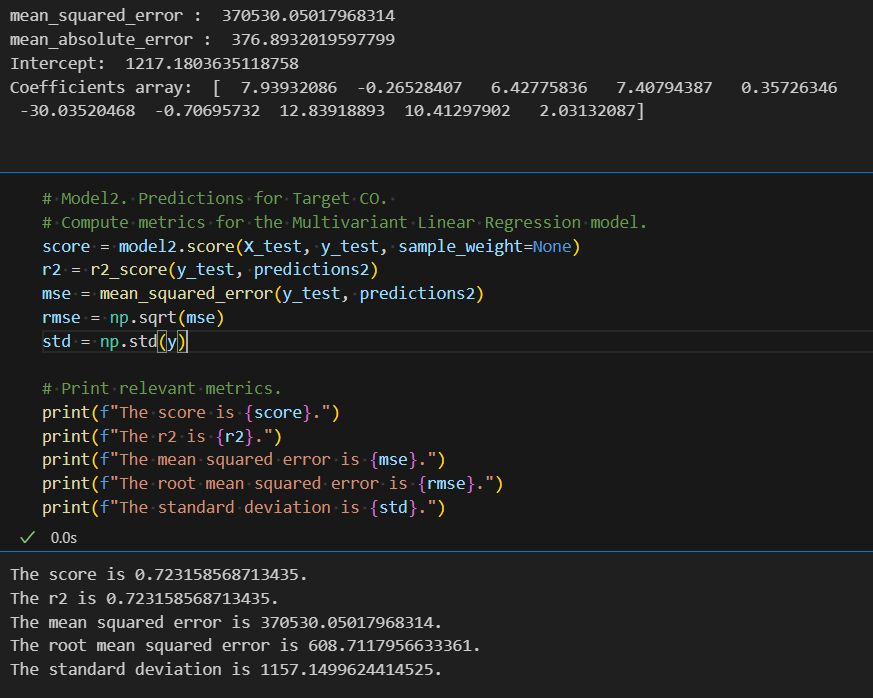 mean_squared_error :  370530.05017968314
mean_absolute_error :  376.8932019597799
Intercept:  1217.1803635118758
Coefficients array:  [  7.93932086  -0.26528407   6.42775836   7.40794387   0.35726346
 -30.03520468  -0.70695732  12.83918893  10.41297902   2.03132087]
# Model2. Predictions for Target CO.
# Compute metrics for the Multivariant Linear Regression model.
score = model2.score(X_test, y_test, sample_weight=None)
r2 = r2_score(y_test, predictions2)
mse = mean_squared_error(y_test, predictions2)
rmse = np.sqrt(mse)
std = np.std(y)
# Print relevant metrics.
print(f"The score is {score}.")
print(f"The r2 is {r2}.")
print(f"The mean squared error is {mse}.")
print(f"The root mean squared error is {rmse}.")
print(f"The standard deviation is {std}.")
0.0s
The score is 0.723158568713435.
The r2 is 0.723158568713435.
The mean squared error is 370530.05017968314.
The root mean squared error is 608.7117956633361.
The standard deviation is 1157.1499624414525.